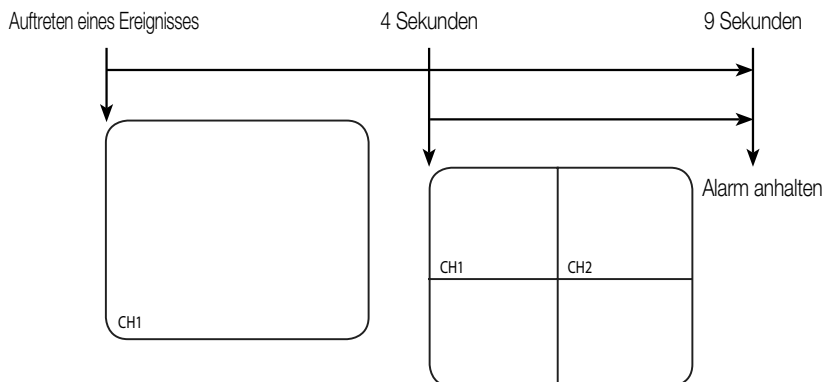 Auftreten eines Ereignisses
4 Sekunden
9 Sekunden
Alarm anhalten
CH1
CH2
CH1